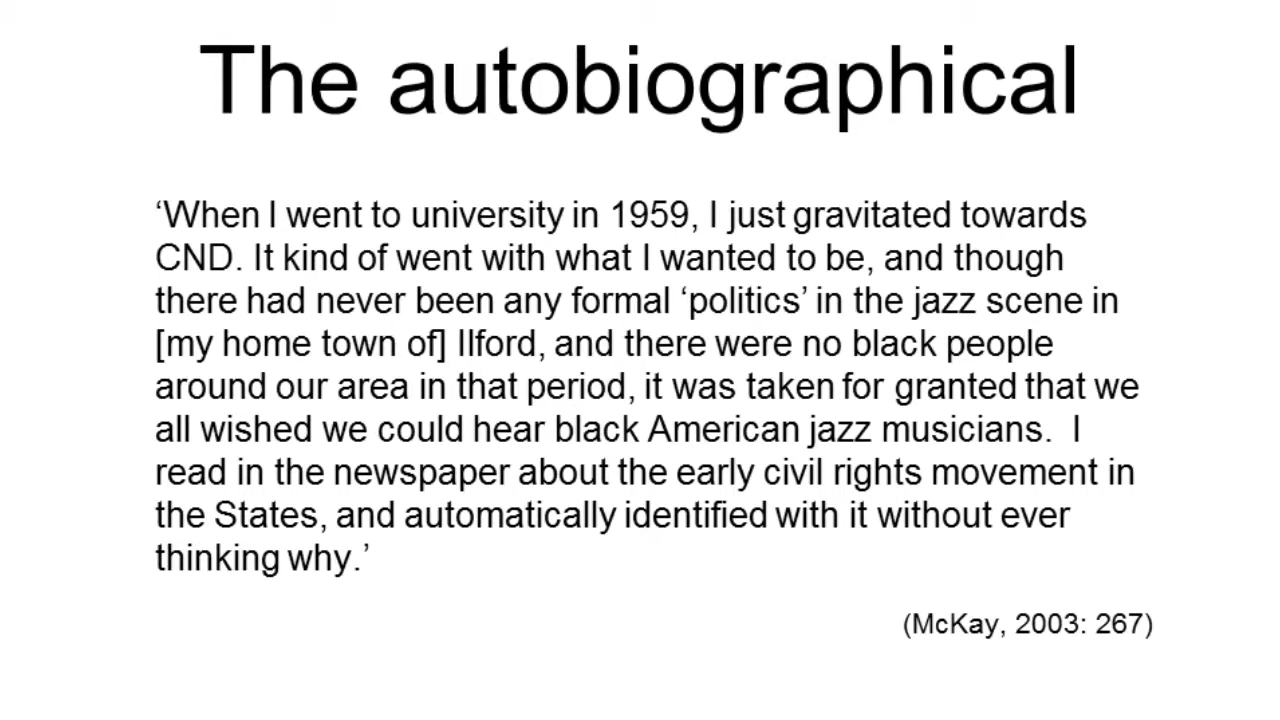 The autobiographical
‘When I went to university in 1959, I just gravitated towards
CND. It kind of went with what I wanted to be, and though
there had never been any formal ‘politics’ in the jazz scene in
[my home town of] Ilford, and there were no black people
around our area in that period, it was taken for granted that we
all wished we could hear black American jazz musicians.  I
read in the newspaper about the early civil rights movement in
the States, and automatically identified with it without ever
thinking why.’
(McKay, 2003: 267)